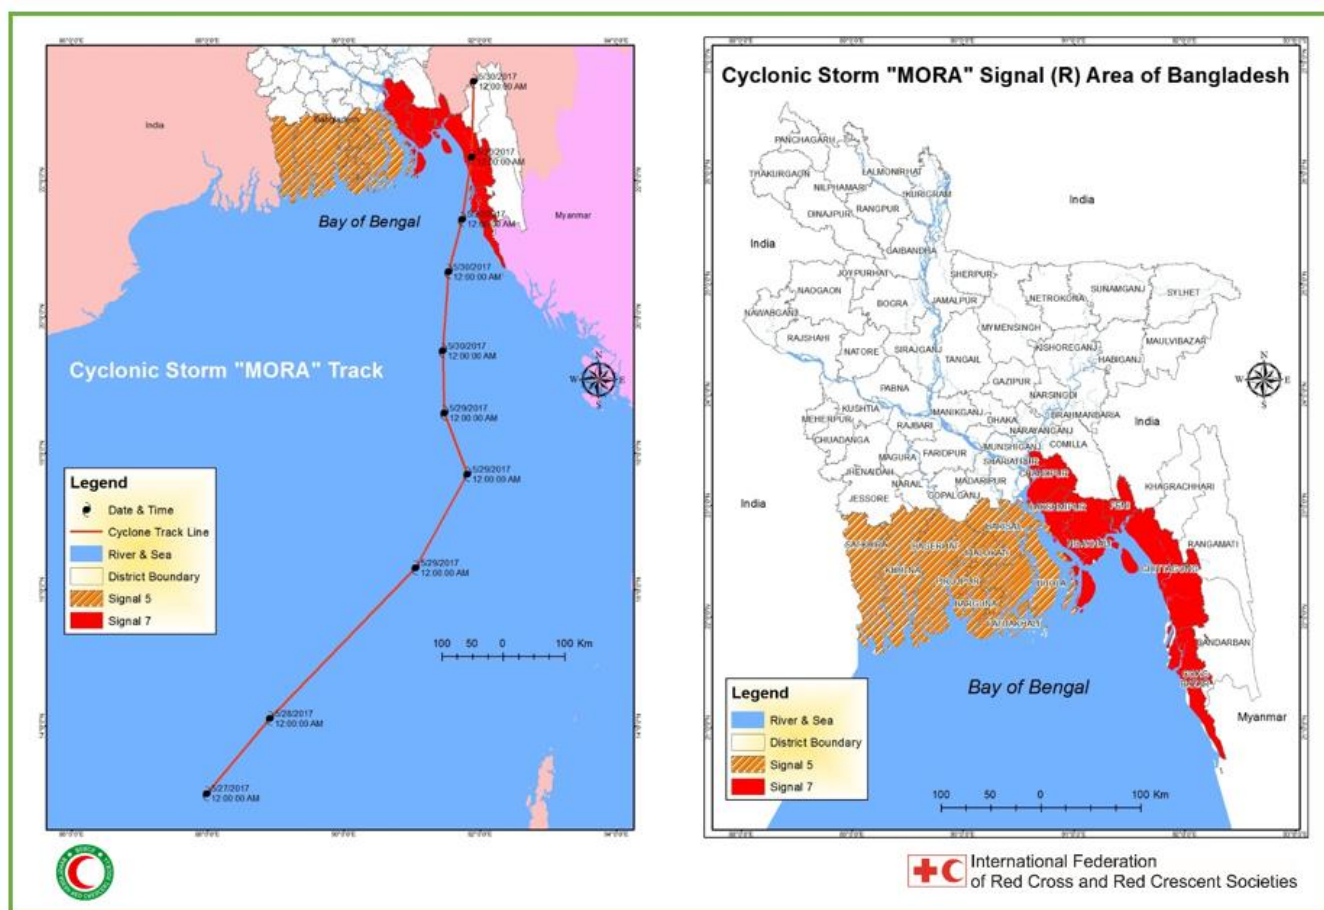 India
Bangladesh
Myanmar
Bay of Bengal
5/30/2017
12:00:00 AM
12:00:00 AM
12:00:00 AM
5/30/2017
12:00:00 AM
5/30/2017
12:00:00 AM
5/29/2017
12:00:00 AM
5/29/2017
12:00:00 AM
5/29/2017
12:00:00 AM
5/28/2017
12:00:00 AM
5/27/2017
12:00:00 AM
Cyclonic Storm "MORA" Track
N
W E
S
Legend
Date & Time
Cyclone Track Line
River & Sea
District Boundary
Signal 5
Signal 7
100 50 0 100 Km
Cyclonic Storm "MORA" Signal (R) Area of Bangladesh
PANCHAGARH
THAKURGAON
LALMONIRHAT
NILPHAMARI
KURIGRAM
RANGPUR
DINAJPUR
India
India
GAIBANDHA
JOYPURHAT
SHERPUR
NAOGAON
BOGRA
JAMALPUR
NETROKONA
SUNAMGANJ
SYLHET
NAWABGANJ
MYMENSINGH
RAJSHAHI
NATORE
SIRAJGANJ
TANGAIL
KISHOREGANJ
HABIGANJ
MAULVIBAZAR
PABNA
GAZIPUR
NARSINGDI
KUSHTIA
MANIKGANJ
DHAKA
BRAHMANBARIA
MEHERPUR
RAJBARI
NARAYANGANJ
India
CHUADANGA
MAGURA
FARIDPUR
MUNSHIGANJ
COMILLA
JHENAIDAH
SHARIATPUR
CHANDPUR
NARAIL
MADARIPUR
KHAGRACHHARI
JESSORE
GOPALGANJ
India
LAKSHMIPUR
FENI
BARISAL
SATKHIRA
BAGERHAT
JHALOKATI
NOAKHALI
RANGAMATI
KHULNA
PIROJPUR
BHOLA
CHITTAGONG
BARGUNA
PATUAKHALI
BANDARBAN
Bay of Bengal
Myanmar
N
W E
S
Legend
River & Sea
District Boundary
Signal 5
Signal 7
100 50 0 100 Km
International Federation
of Red Cross and Red Crescent Societies